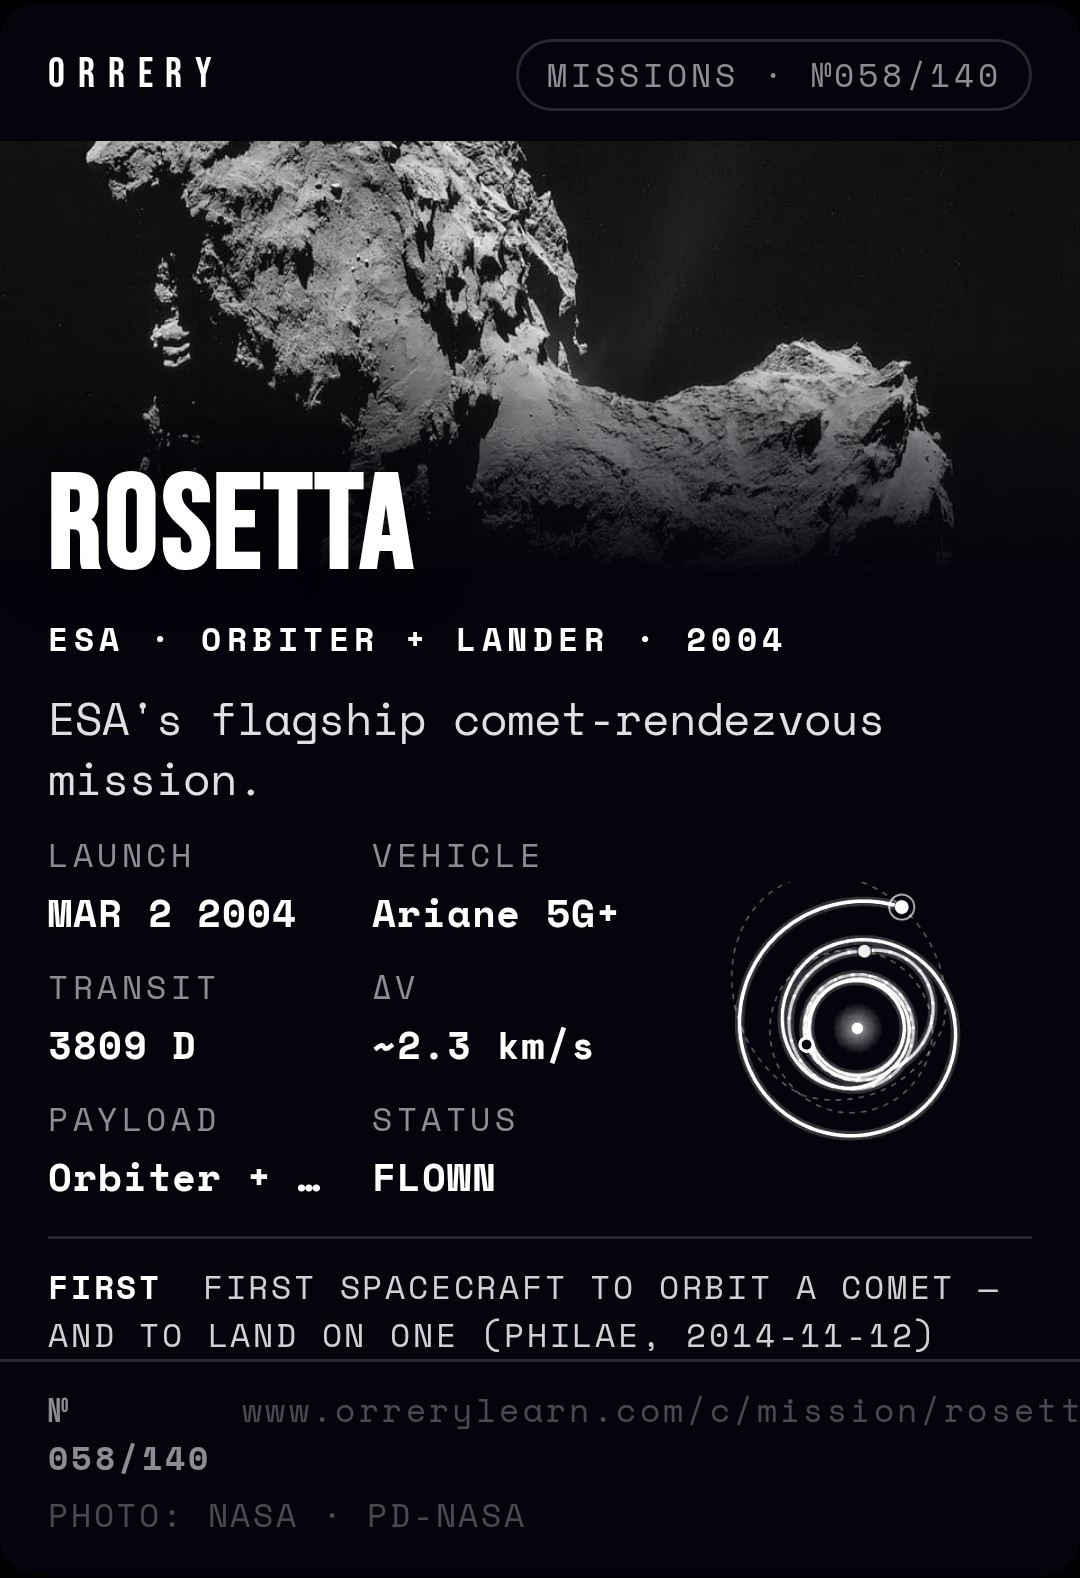 ORRERY
MISSIONS · №058/140
ROSETTA
ESA · ORBITER + LANDER · 2004
ESA's flagship comet-rendezvous
mission.
LAUNCH VEHICLE
MAR 2 2004 Ariane 5G+
TRANSIT ΔV
3809 D ~2.3 km/s
PAYLOAD STATUS
Orbiter + … FLOWN
FIRST FIRST SPACECRAFT TO ORBIT A COMET —
AND TO LAND ON ONE (PHILAE, 2014-11-12)
№ www.orrerylearn.com/c/mission/rosett
058/140
PHOTO: NASA · PD-NASA